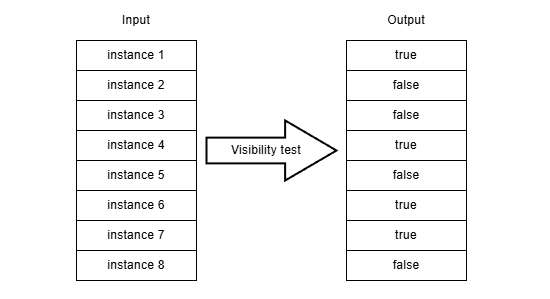 Input Output
instance 1 true
instance 2 false
instance 3 false
instance 4 true
Visibility test
instance 5 false
instance 6 true
instance 7 true
instance 8 false